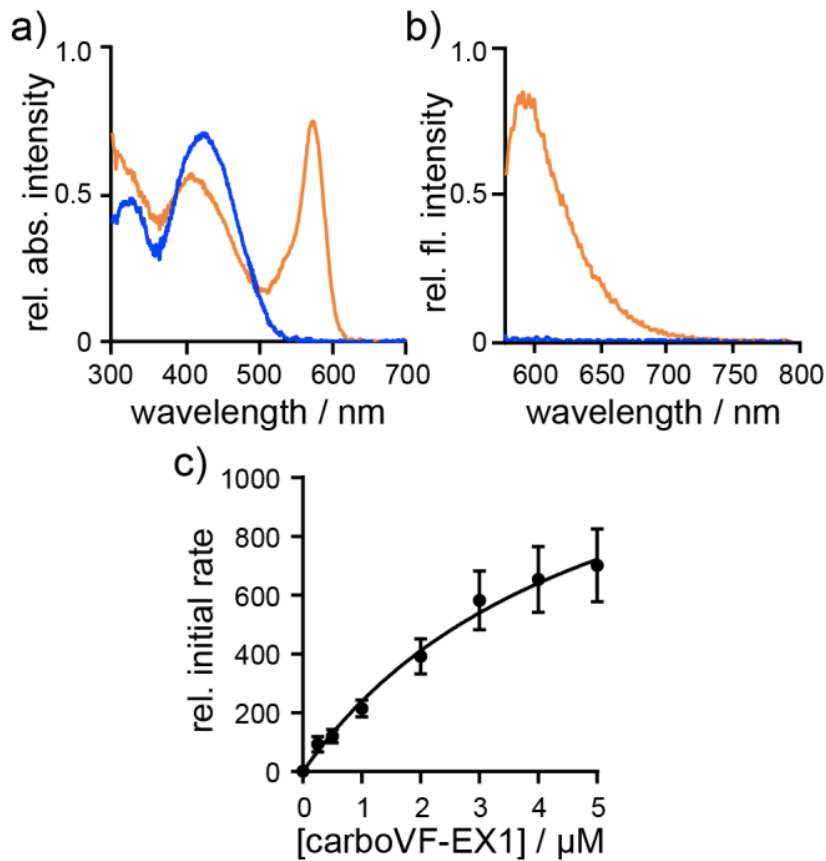 a)
rel. abs. intensity
1.0
0.5
0
300 400 500 600 700
wavelength / nm
b)
rel. fl. intensity
1.0
0.5
0
600 650 700 750 800
wavelength / nm
c)
rel. initial rate
1000
800
600
400
200
0
0 1 2 3 4 5
[carboVF-EX1] / μM